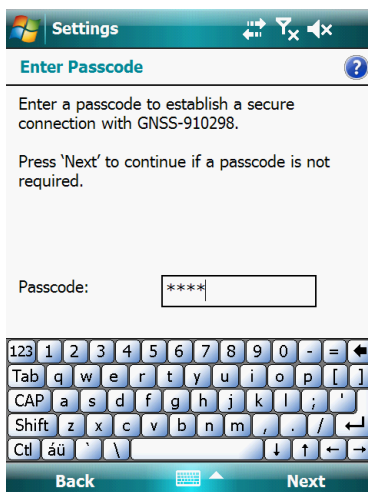 Settings
Enter Passcode ?
Enter a passcode to establish a secure
connection with GNSS-910298.
Press `Next' to continue if a passcode is not
required.
Passcode: ****
123 1 2 3 4 5 6 7 8 9 0 - =
Tab q w e r t y u i o p [ ]
CAP a s d f g h j k l ; '
Shift z x c v b n m , . /
Ctl áü ` \
Back Next